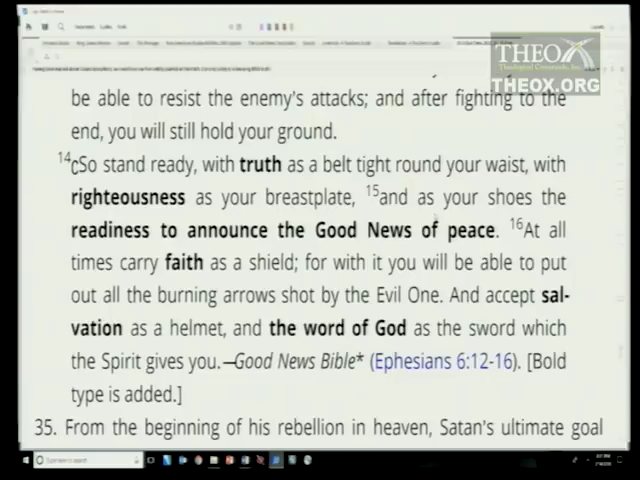 THEOX
THEOX.ORG
be able to resist the enemy's attacks; and after fighting to the
end, you will still hold your ground.
14cSo stand ready, with truth as a belt tight round your waist, with
righteousness as your breastplate, 15and as your shoes the
readiness to announce the Good News of peace. 16At all
times carry faith as a shield; for with it you will be able to put
out all the burning arrows shot by the Evil One. And accept sal-
vation as a helmet, and the word of God as the sword which
the Spirit gives you.—Good News Bible* (Ephesians 6:12-16). [Bold
type is added.]
35. From the beginning of his rebellion in heaven, Satan's ultimate goal